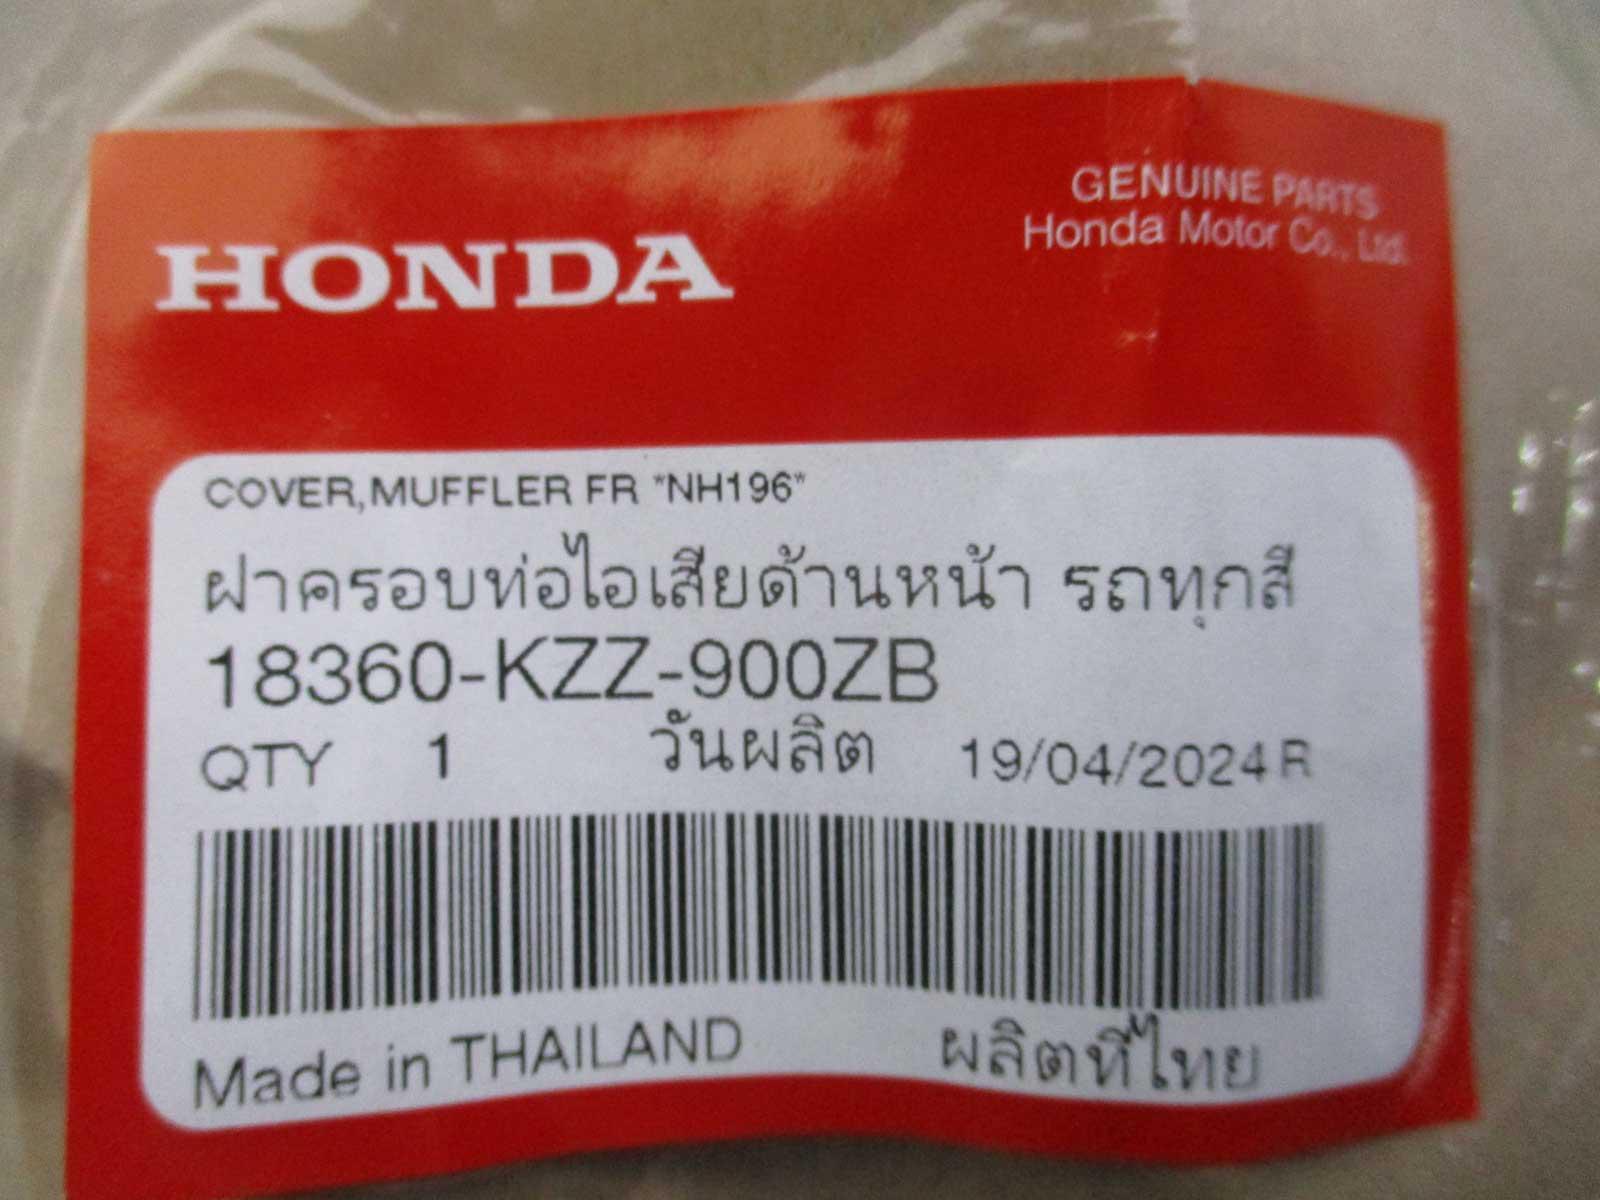 HONDA
GENUINE PARTS
Honda Motor Co., Ltd.
COVER,MUFFLER FR "NH196"
ฝาครอบท่อไอเสียด้านหน้า รถทุกสี
18360-KZZ-900ZB
QTY 1 วันผลิต 19/04/2024 R
Made in THAILAND ผลิตที่ไทย